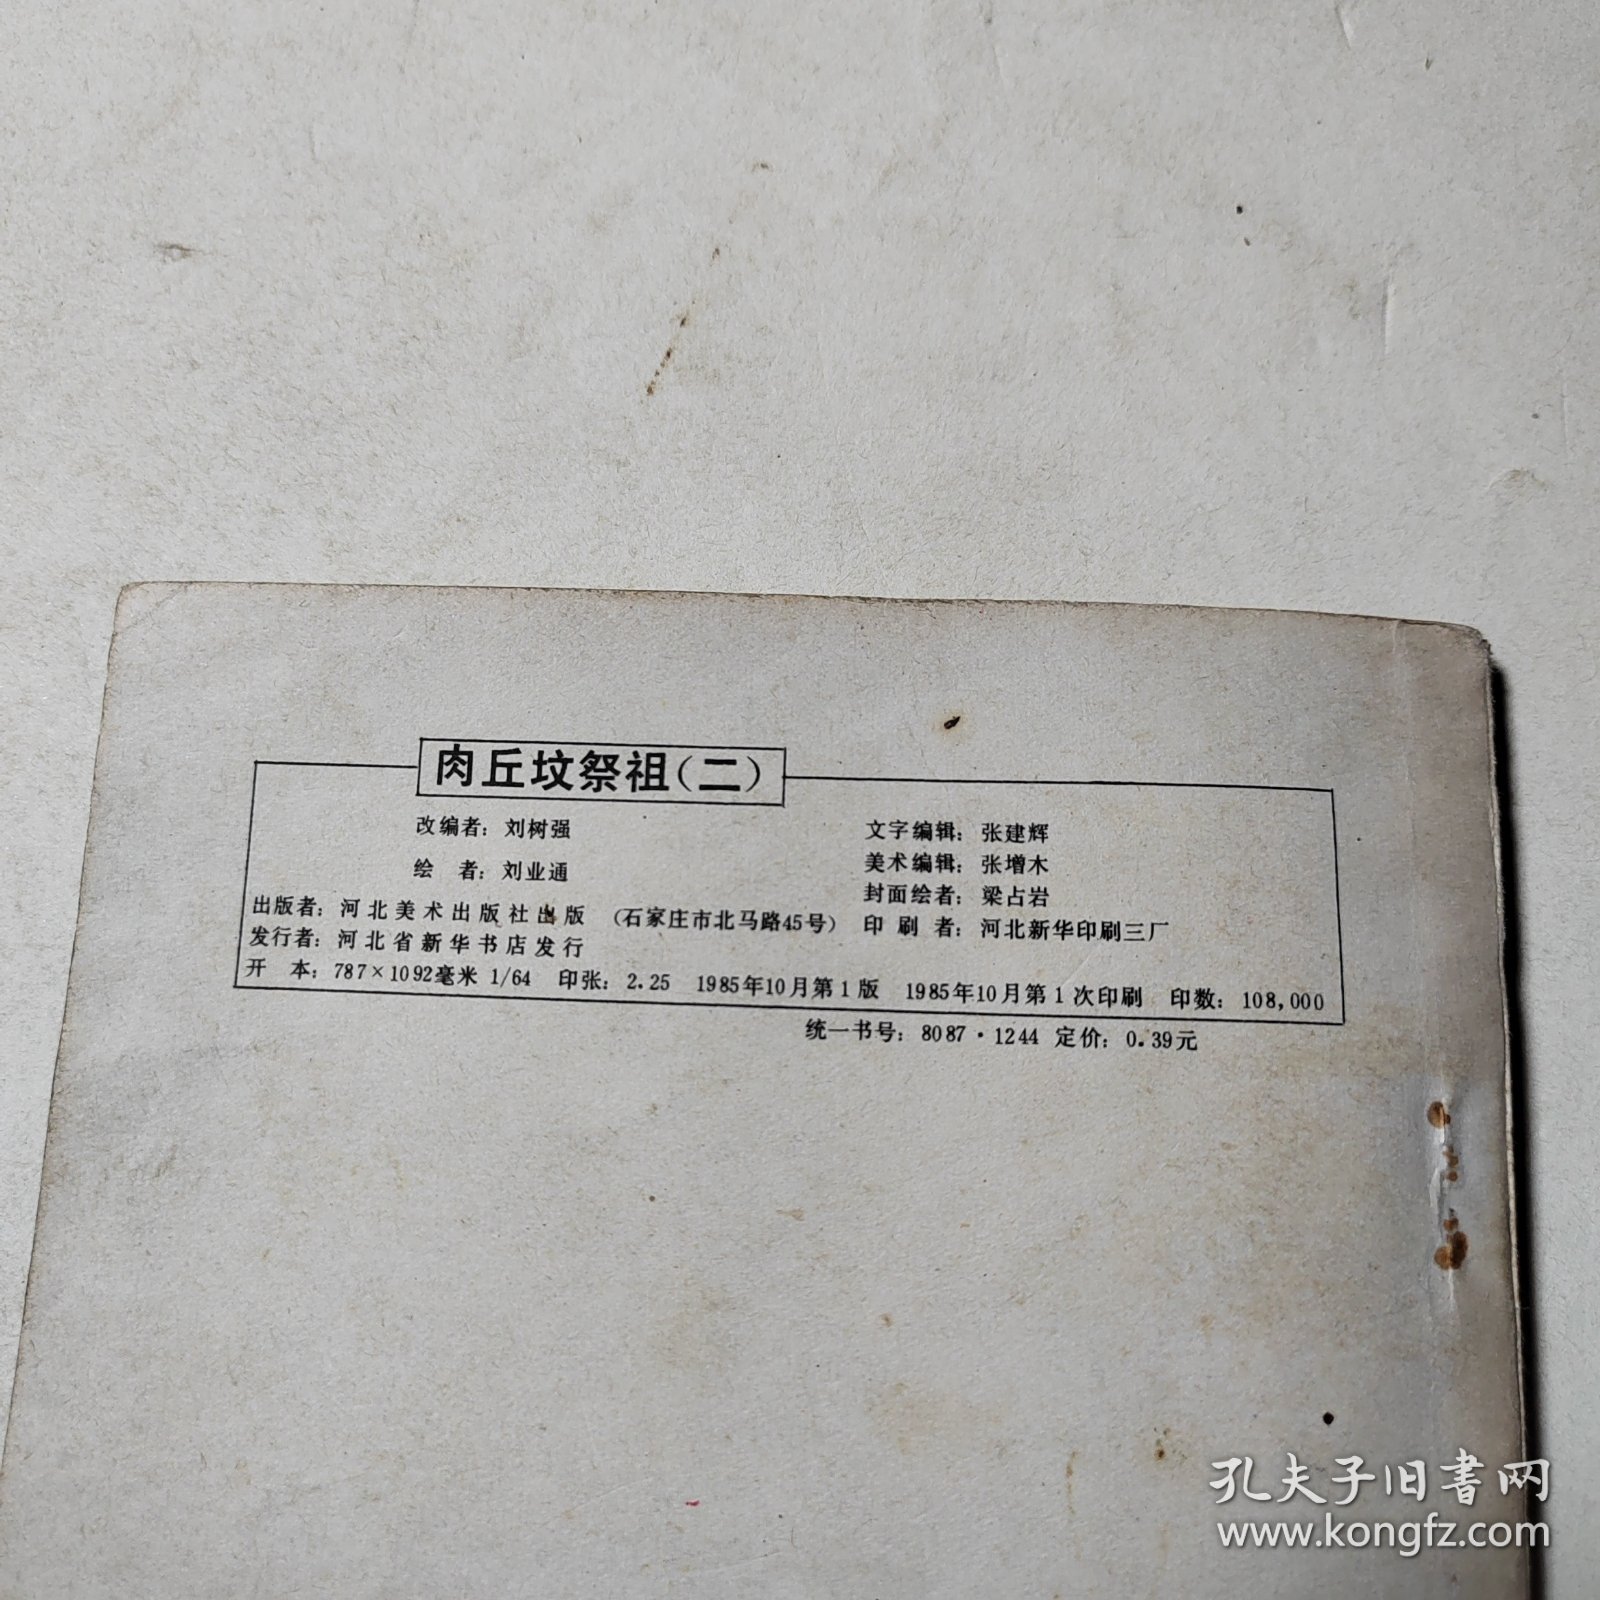 肉丘坟祭祖(二)
改编者：刘树强
绘　者：刘业通
文字编辑：张建辉
美术编辑：张增木
封面绘者：梁占岩
出版者：河北美术出版社出版（石家庄市北马路45号）印刷者：河北新华印刷三厂
发行者：河北省新华书店发行
开　本：787×1092毫米 1/64　印张：2.25　1985年10月第1版　1985年10月第1次印刷　印数：108,000
统一书号：8087·1244 定价：0.39元
孔夫子旧书网
www.kongfz.com